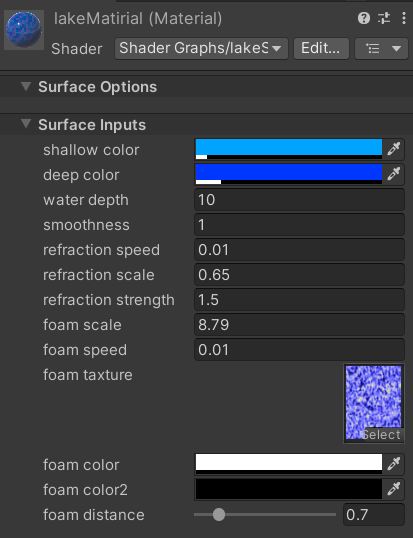 lakeMatirial (Material)
Shader Shader Graphs/lakeS Edit...
Surface Options
Surface Inputs
shallow color
deep color
water depth 10
smoothness 1
refraction speed 0.01
refraction scale 0.65
refraction strength 1.5
foam scale 8.79
foam speed 0.01
foam taxture
Select
foam color
foam color2
foam distance 0.7